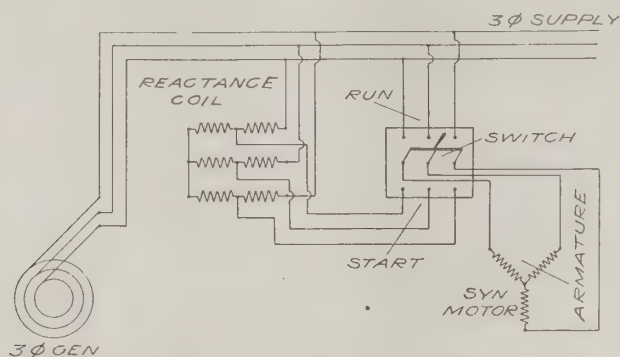 3Ø SUPPLY
REACTANCE
COIL
RUN
SWITCH
START
ARMATURE
SYN
MOTOR
3Ø GEN